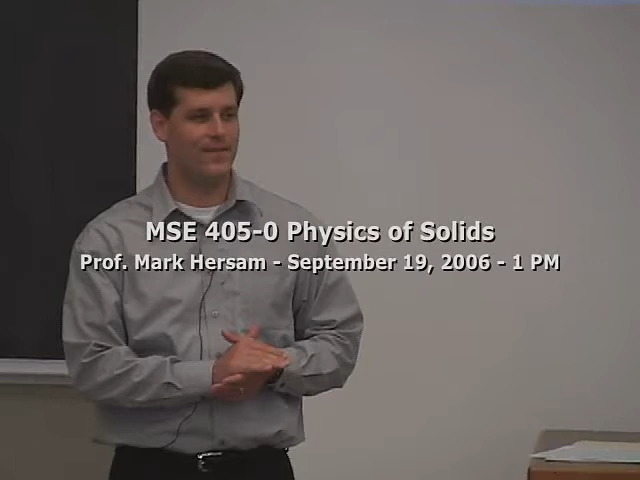 MSE 405-0 Physics of Solids
Prof. Mark Hersam - September 19, 2006 - 1 PM